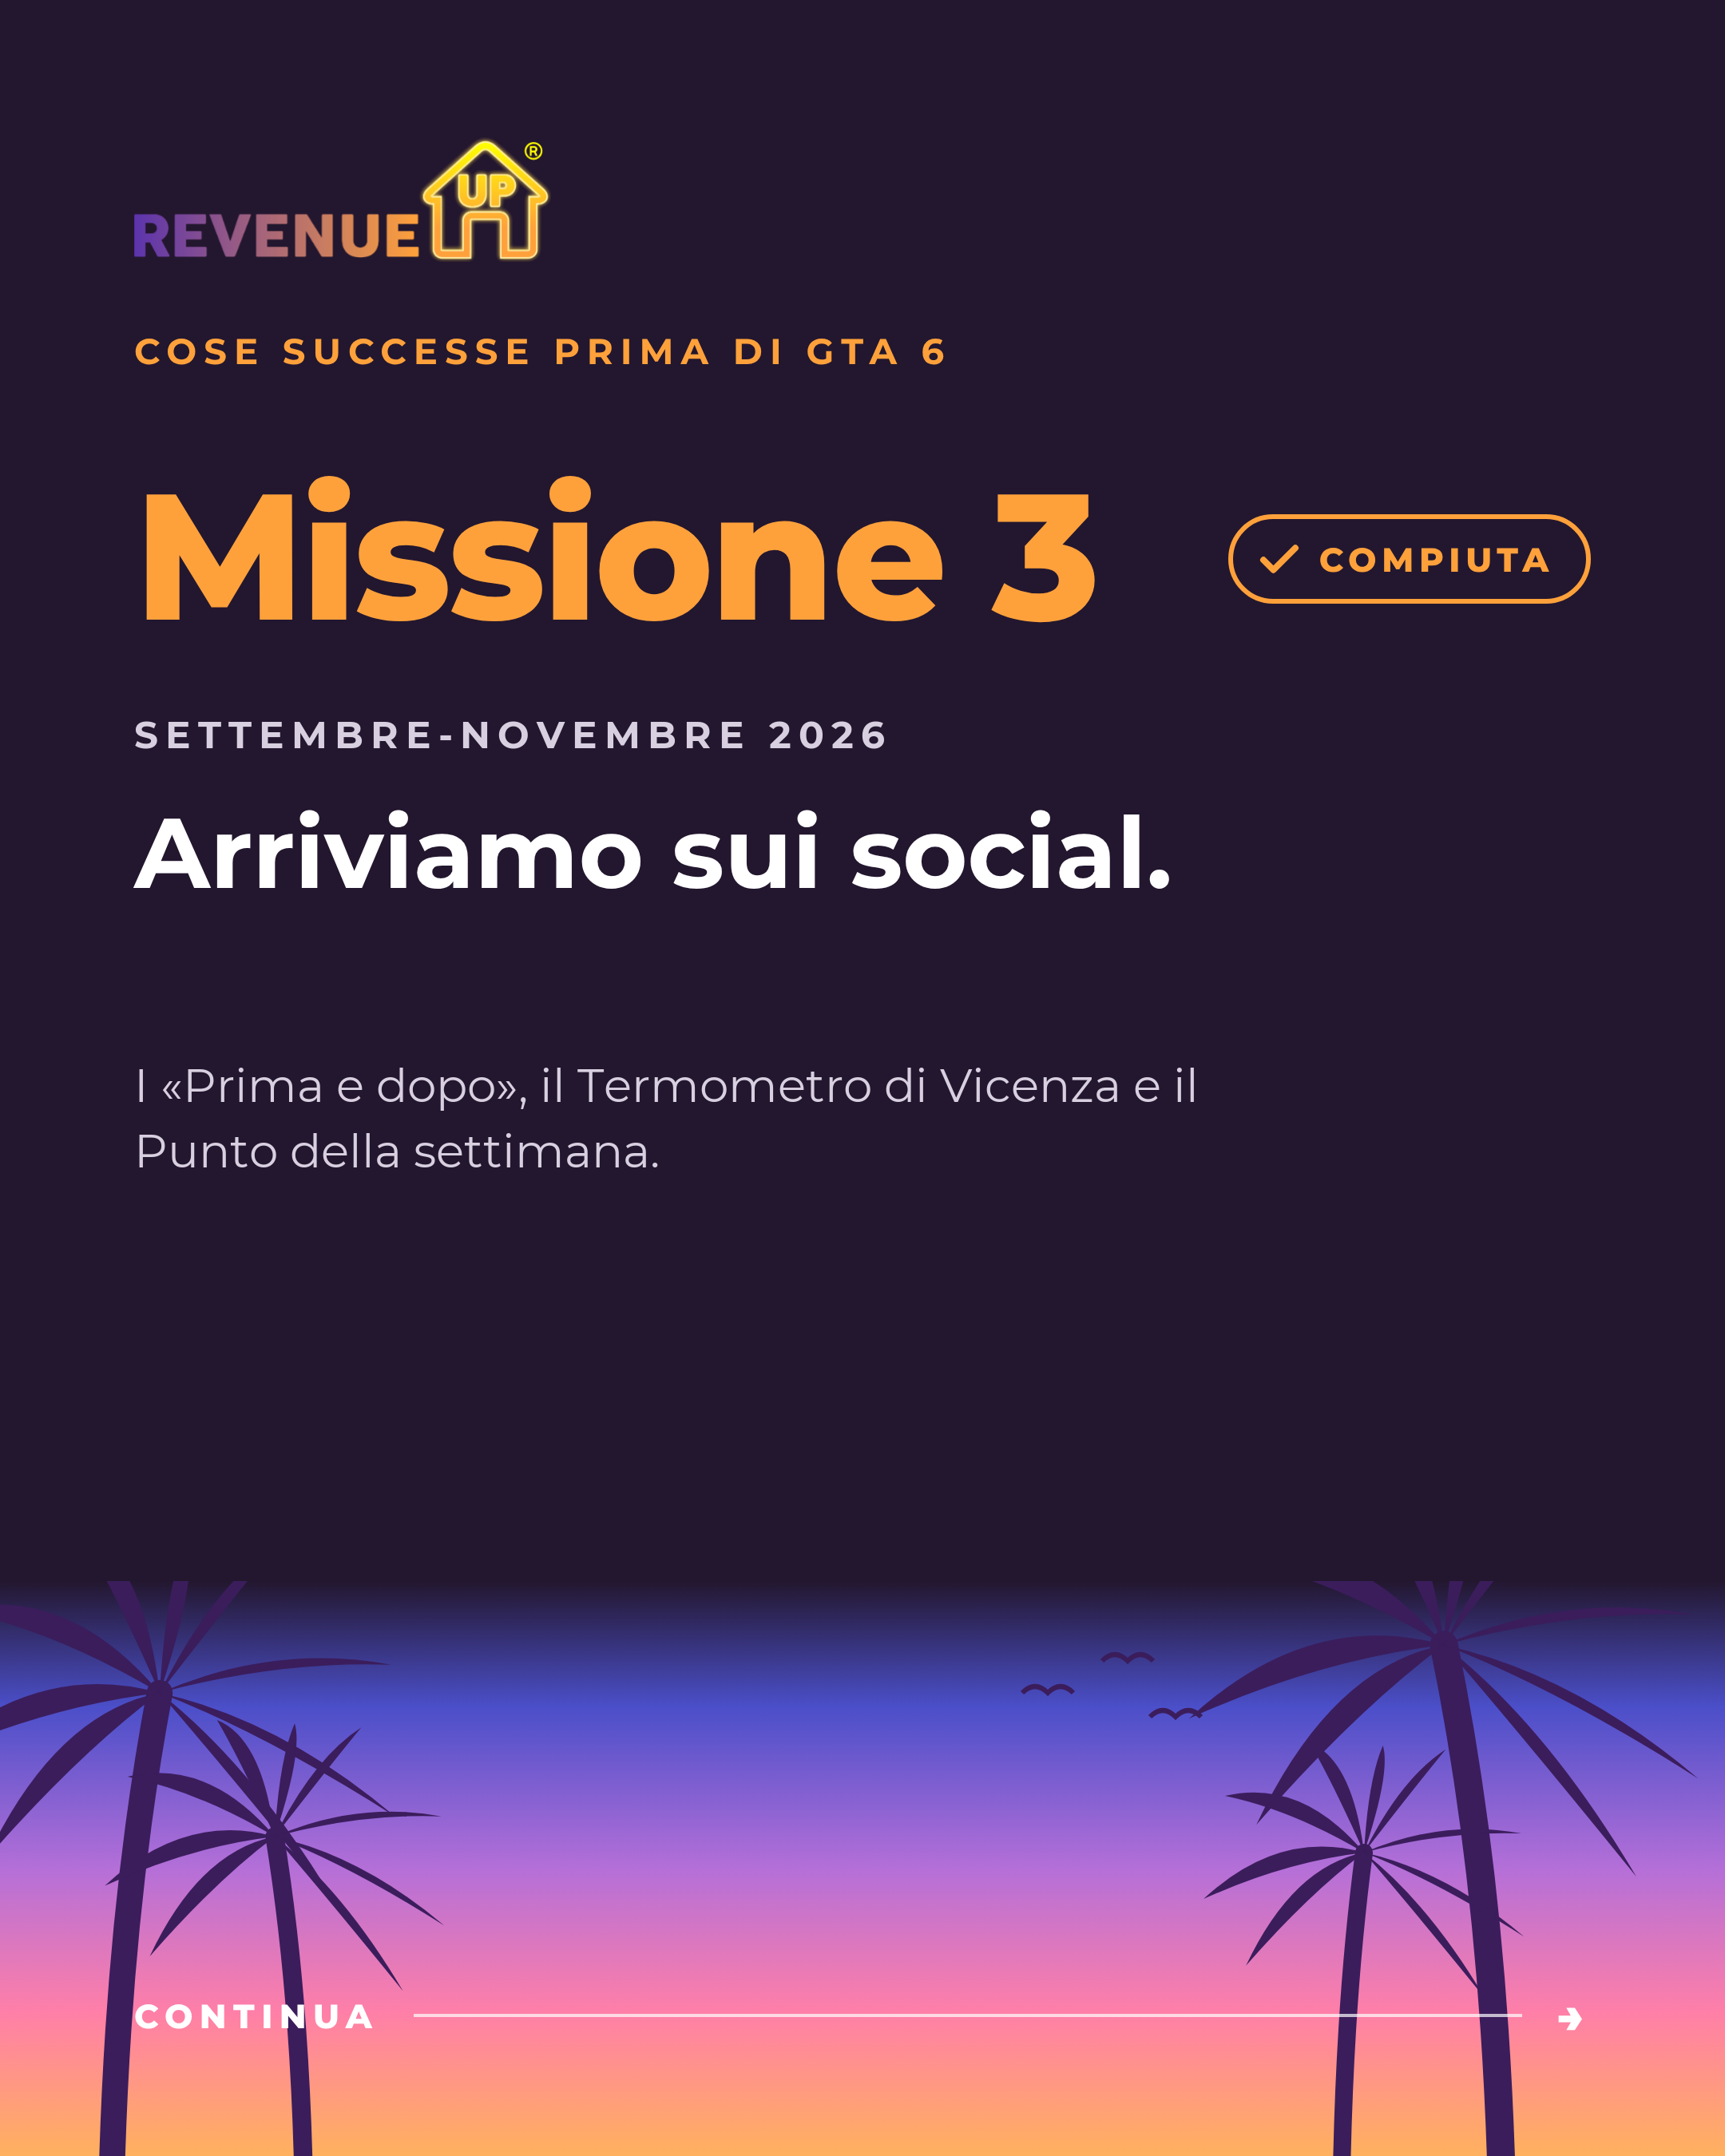 REVENUE UP ®
COSE SUCCESSE PRIMA DI GTA 6
Missione 3
COMPIUTA
SETTEMBRE-NOVEMBRE 2026
Arriviamo sui social.
I «Prima e dopo», il Termometro di Vicenza e il
Punto della settimana.
CONTINUA